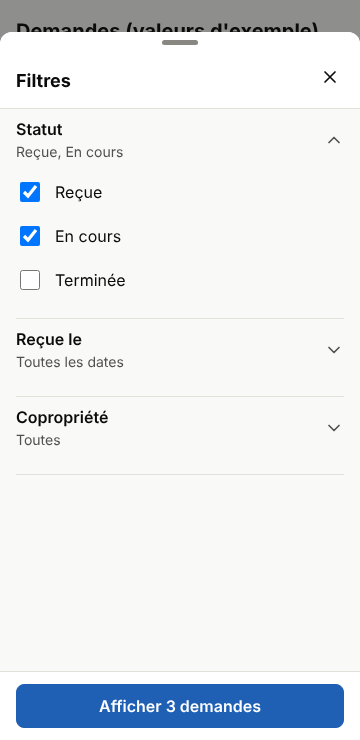 Demandes (valeurs d'exemple)
Filtres
Statut
Reçue, En cours
Reçue
En cours
Terminée
Reçue le
Toutes les dates
Copropriété
Toutes
Afficher 3 demandes